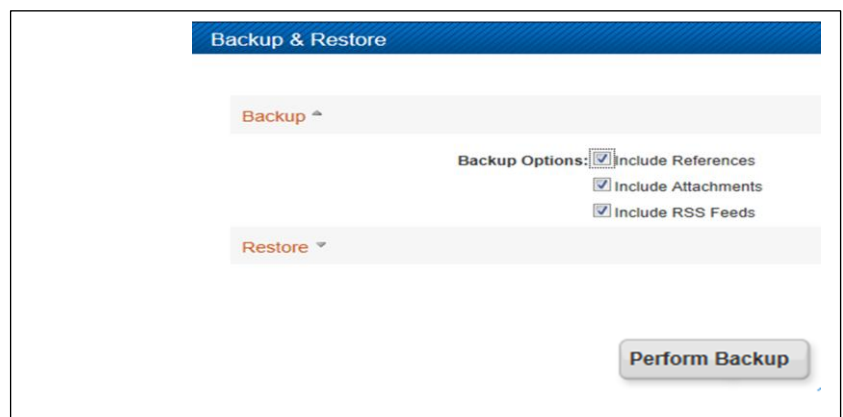 Backup & Restore
Backup
Backup Options: Include References
Include Attachments
Include RSS Feeds
Restore
Perform Backup